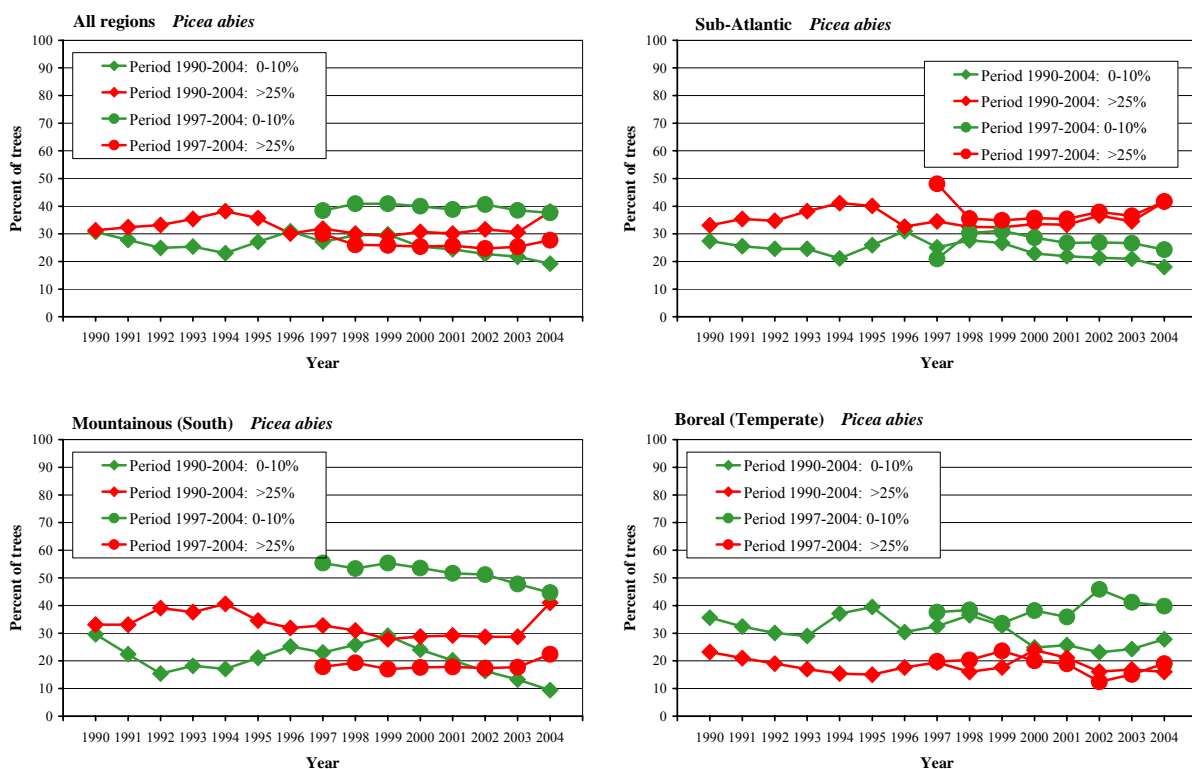 All regions Picea abies
Percent of trees
100
90
80
70
60
50
40
30
20
10
0
Period 1990-2004: 0-10%
Period 1990-2004: >25%
Period 1997-2004: 0-10%
Period 1997-2004: >25%
1990 1991 1992 1993 1994 1995 1996 1997 1998 1999 2000 2001 2002 2003 2004
Year
Sub-Atlantic Picea abies
Percent of trees
100
90
80
70
60
50
40
30
20
10
0
Period 1990-2004: 0-10%
Period 1990-2004: >25%
Period 1997-2004: 0-10%
Period 1997-2004: >25%
1990 1991 1992 1993 1994 1995 1996 1997 1998 1999 2000 2001 2002 2003 2004
Year
Mountainous (South) Picea abies
Percent of trees
100
90
80
70
60
50
40
30
20
10
0
Period 1990-2004: 0-10%
Period 1990-2004: >25%
Period 1997-2004: 0-10%
Period 1997-2004: >25%
1990 1991 1992 1993 1994 1995 1996 1997 1998 1999 2000 2001 2002 2003 2004
Year
Boreal (Temperate) Picea abies
Percent of trees
100
90
80
70
60
50
40
30
20
10
0
Period 1990-2004: 0-10%
Period 1990-2004: >25%
Period 1997-2004: 0-10%
Period 1997-2004: >25%
1990 1991 1992 1993 1994 1995 1996 1997 1998 1999 2000 2001 2002 2003 2004
Year